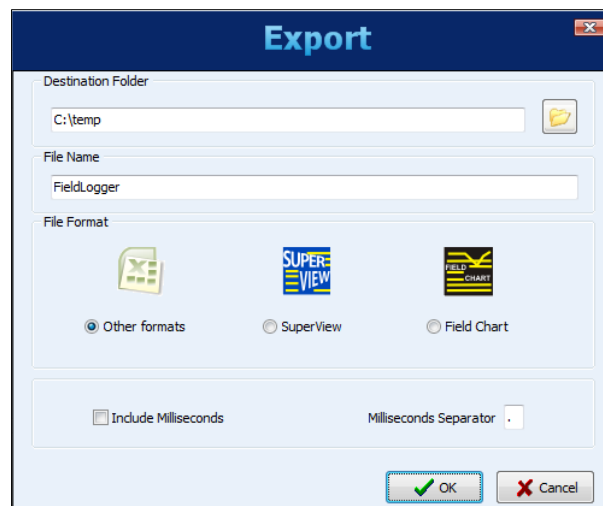 Export
Destination Folder
C:\temp
File Name
FieldLogger
File Format
SUPER
VIEW
FIELD
CHART
Other formats
SuperView
Field Chart
Include Milliseconds
Milliseconds Separator .
OK
Cancel